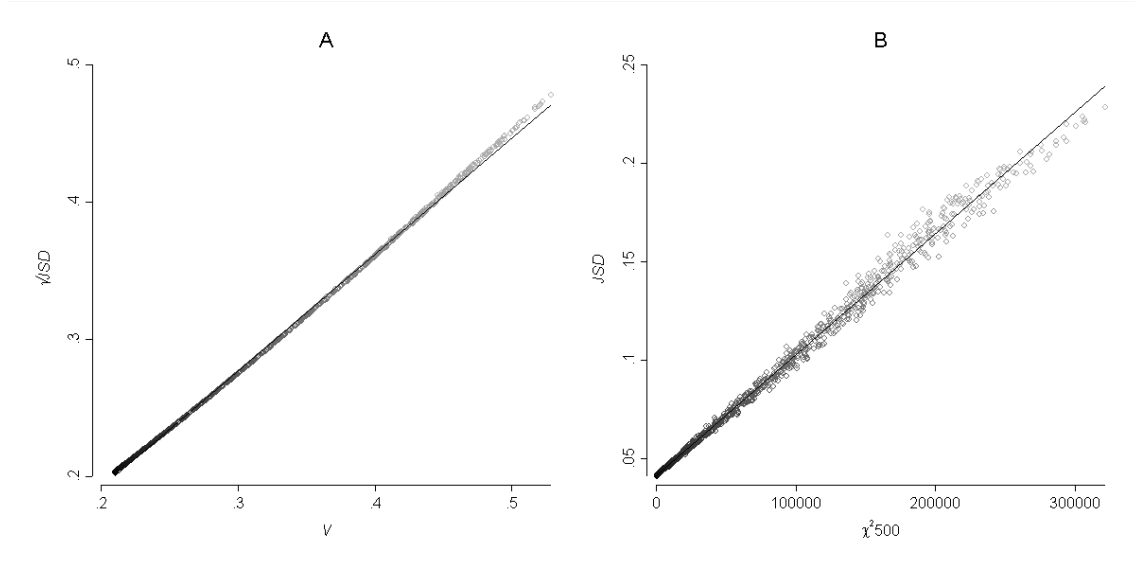 A
.5
.4
.3
.2
√JSD
.2
.3
.4
.5
V
B
.25
.2
.15
.1
.05
JSD
0
100000
200000
300000
χ²500